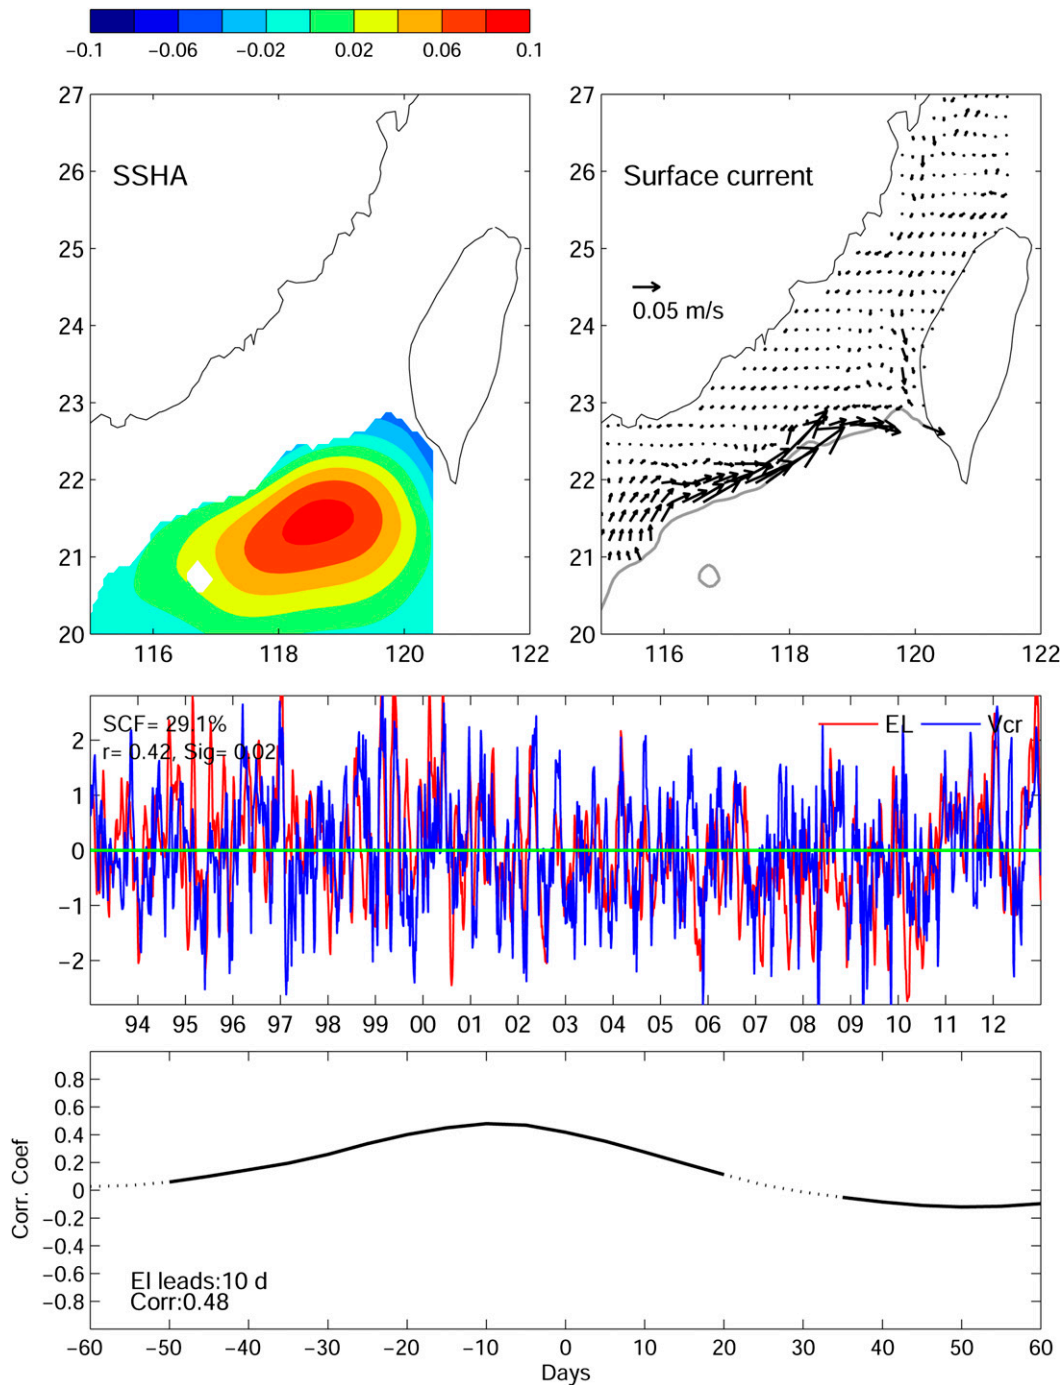 −0.1 −0.06 −0.02 0.02 0.06 0.1
27
26
25
24
23
22
21
20
116 118 120 122
SSHA
27
26
25
24
23
22
21
20
116 118 120 122
Surface current
0.05 m/s
SCF= 29.1%
r= 0.42, Sig= 0.02
EL Vcr
2
1
0
−1
−2
94 95 96 97 98 99 00 01 02 03 04 05 06 07 08 09 10 11 12
Corr. Coef
0.8
0.6
0.4
0.2
0
−0.2
−0.4
−0.6
−0.8
El leads:10 d
Corr:0.48
−60 −50 −40 −30 −20 −10 0 10 20 30 40 50 60
Days